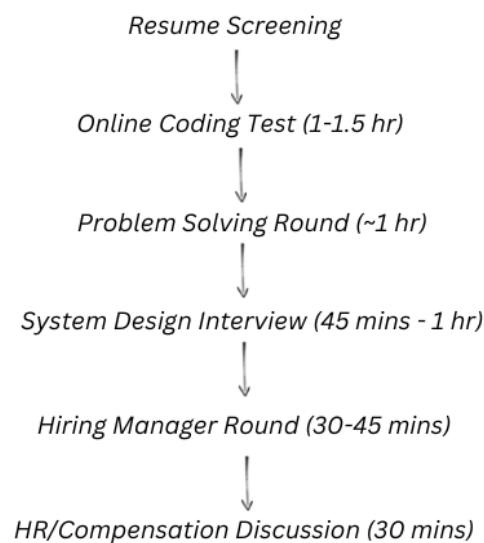 Resume Screening
Online Coding Test (1-1.5 hr)
Problem Solving Round (~1 hr)
System Design Interview (45 mins - 1 hr)
Hiring Manager Round (30-45 mins)
HR/Compensation Discussion (30 mins)